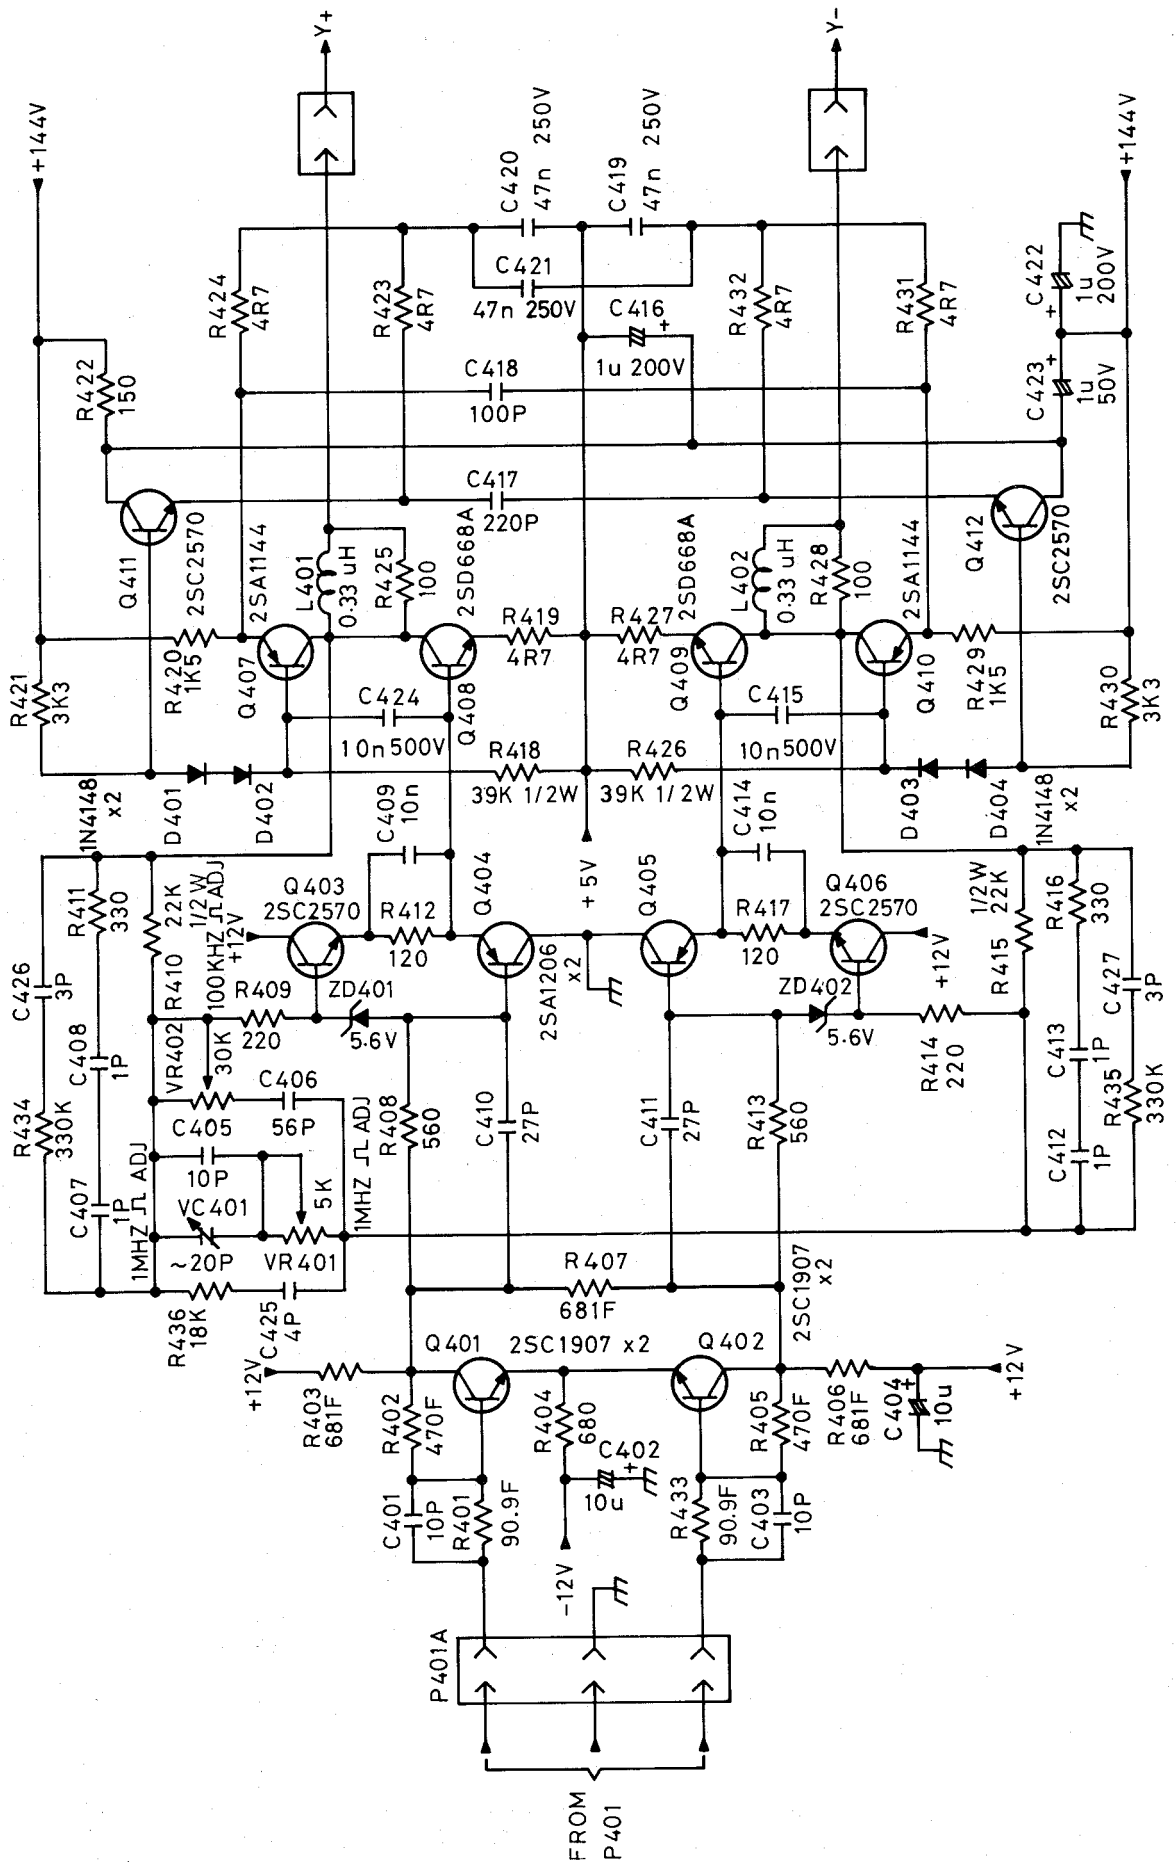 Y+
Y-
+144V
+144V
C420
47n 250V
C419
47n 250V
R424
4R7
R423
4R7
C421
47n 250V
C416
+
1u 200V
R432
4R7
R431
4R7
C422
+
1u
200V
C423
+
1u
50V
R422
150
C418
100P
C417
220P
Q411
2SC2570
2SA1144
L401
0.33 uH
R425
100
2SD668A
R419
4R7
R427
4R7
2SD668A
L402
0.33 uH
R428
100
2SA1144
Q412
2SC2570
R421
3K3
R420
1K5
Q407
C424
10n500V
Q408
Q409
C415
10n500V
Q410
R429
1K5
R430
3K3
R418
39K 1/2W
R426
39K 1/2W
1N4148
x2
D401
D402
C409
10n
+5V
C414
10n
D403
D404
1N4148
x2
C426
3P
R411
330
R410
22K
1/2W
100KHZ ⎍ ADJ
+12V
Q403
2SC2570
R412
120
Q404
2SA1206
x2
Q405
R417
120
Q406
2SC2570
+12V
1/2W
22K
R415
R416
330
C427
3P
R434
330K
C408
1P
VR402
30K
R409
220
ZD401
5.6V
ZD402
5.6V
R414
220
C413
1P
R435
330K
C406
56P
C405
10P
R408
560
C410
27P
C411
27P
R413
560
C412
1P
C407
1P
1MHZ ⎍ ADJ
VC401
~20P
5K
VR401
1MHZ ⎍ ADJ
R436
18K
C425
4P
R407
681F
2SC1907
x2
+12V
R403
681F
Q401
2SC1907 x2
Q402
R402
470F
R404
680
R405
470F
R406
681F
C404
+
10u
+12V
C401
10P
R401
90.9F
C402
+
10u
R433
90.9F
C403
10P
-12V
P401A
FROM
P401